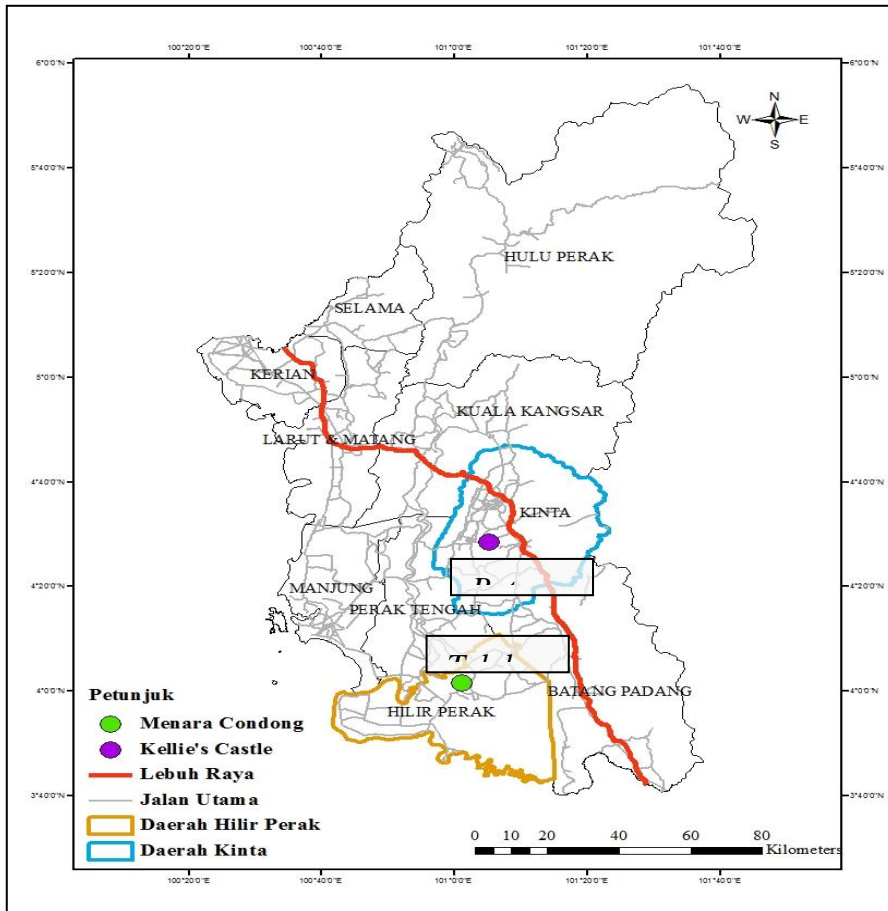 100°20'0"E 100°40'0"E 101°0'0"E 101°20'0"E 101°40'0"E
6°0'0"N 6°0'0"N
N
W E
S
5°40'0"N 5°40'0"N
HULU PERAK
5°20'0"N 5°20'0"N
SELAMA
5°0'0"N 5°0'0"N
KERIAN
KUALA KANGSAR
LARUT & MATANG
4°40'0"N 4°40'0"N
KINTA
4°20'0"N 4°20'0"N
MANJUNG
PERAK TENGAH
4°0'0"N 4°0'0"N
BATANG PADANG
HILIR PERAK
Petunjuk
Menara Condong
Kellie's Castle
Lebuh Raya
Jalan Utama
Daerah Hilir Perak
Daerah Kinta
3°40'0"N 3°40'0"N
0 10 20 40 60 80
Kilometers
100°20'0"E 100°40'0"E 101°0'0"E 101°20'0"E 101°40'0"E